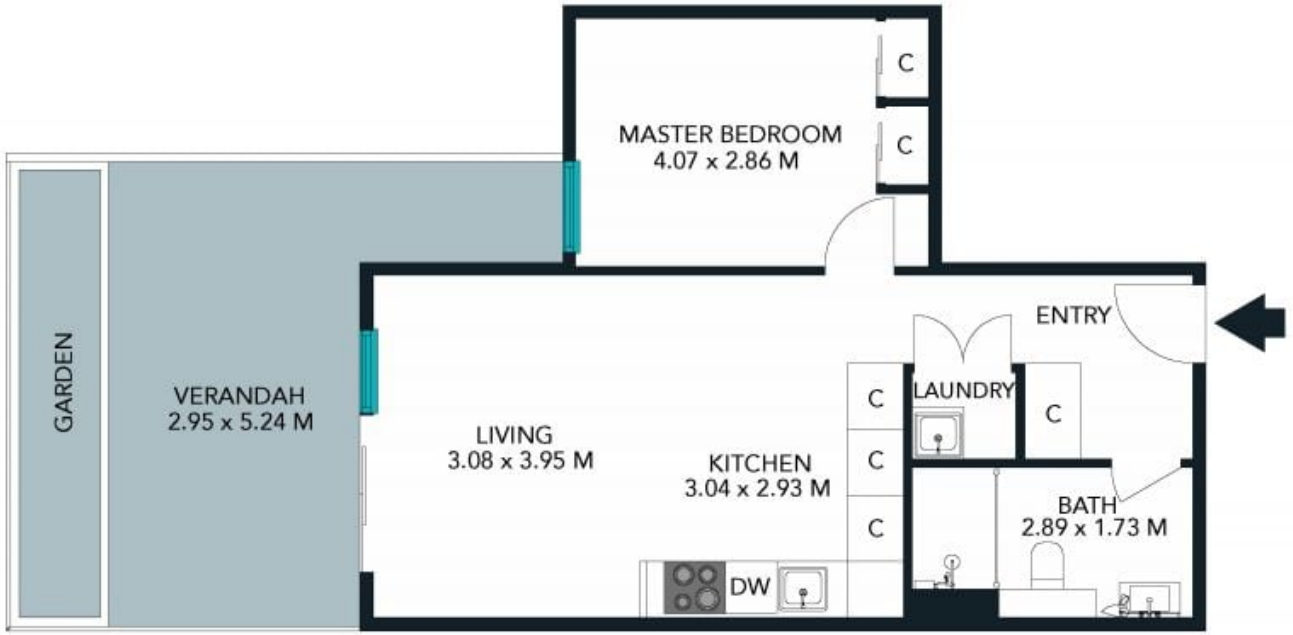 C
MASTER BEDROOM
4.07 x 2.86 M
C
ENTRY
GARDEN
VERANDAH
2.95 x 5.24 M
LAUNDRY
C
C
LIVING
3.08 x 3.95 M
KITCHEN
3.04 x 2.93 M
C
C
BATH
2.89 x 1.73 M
DW